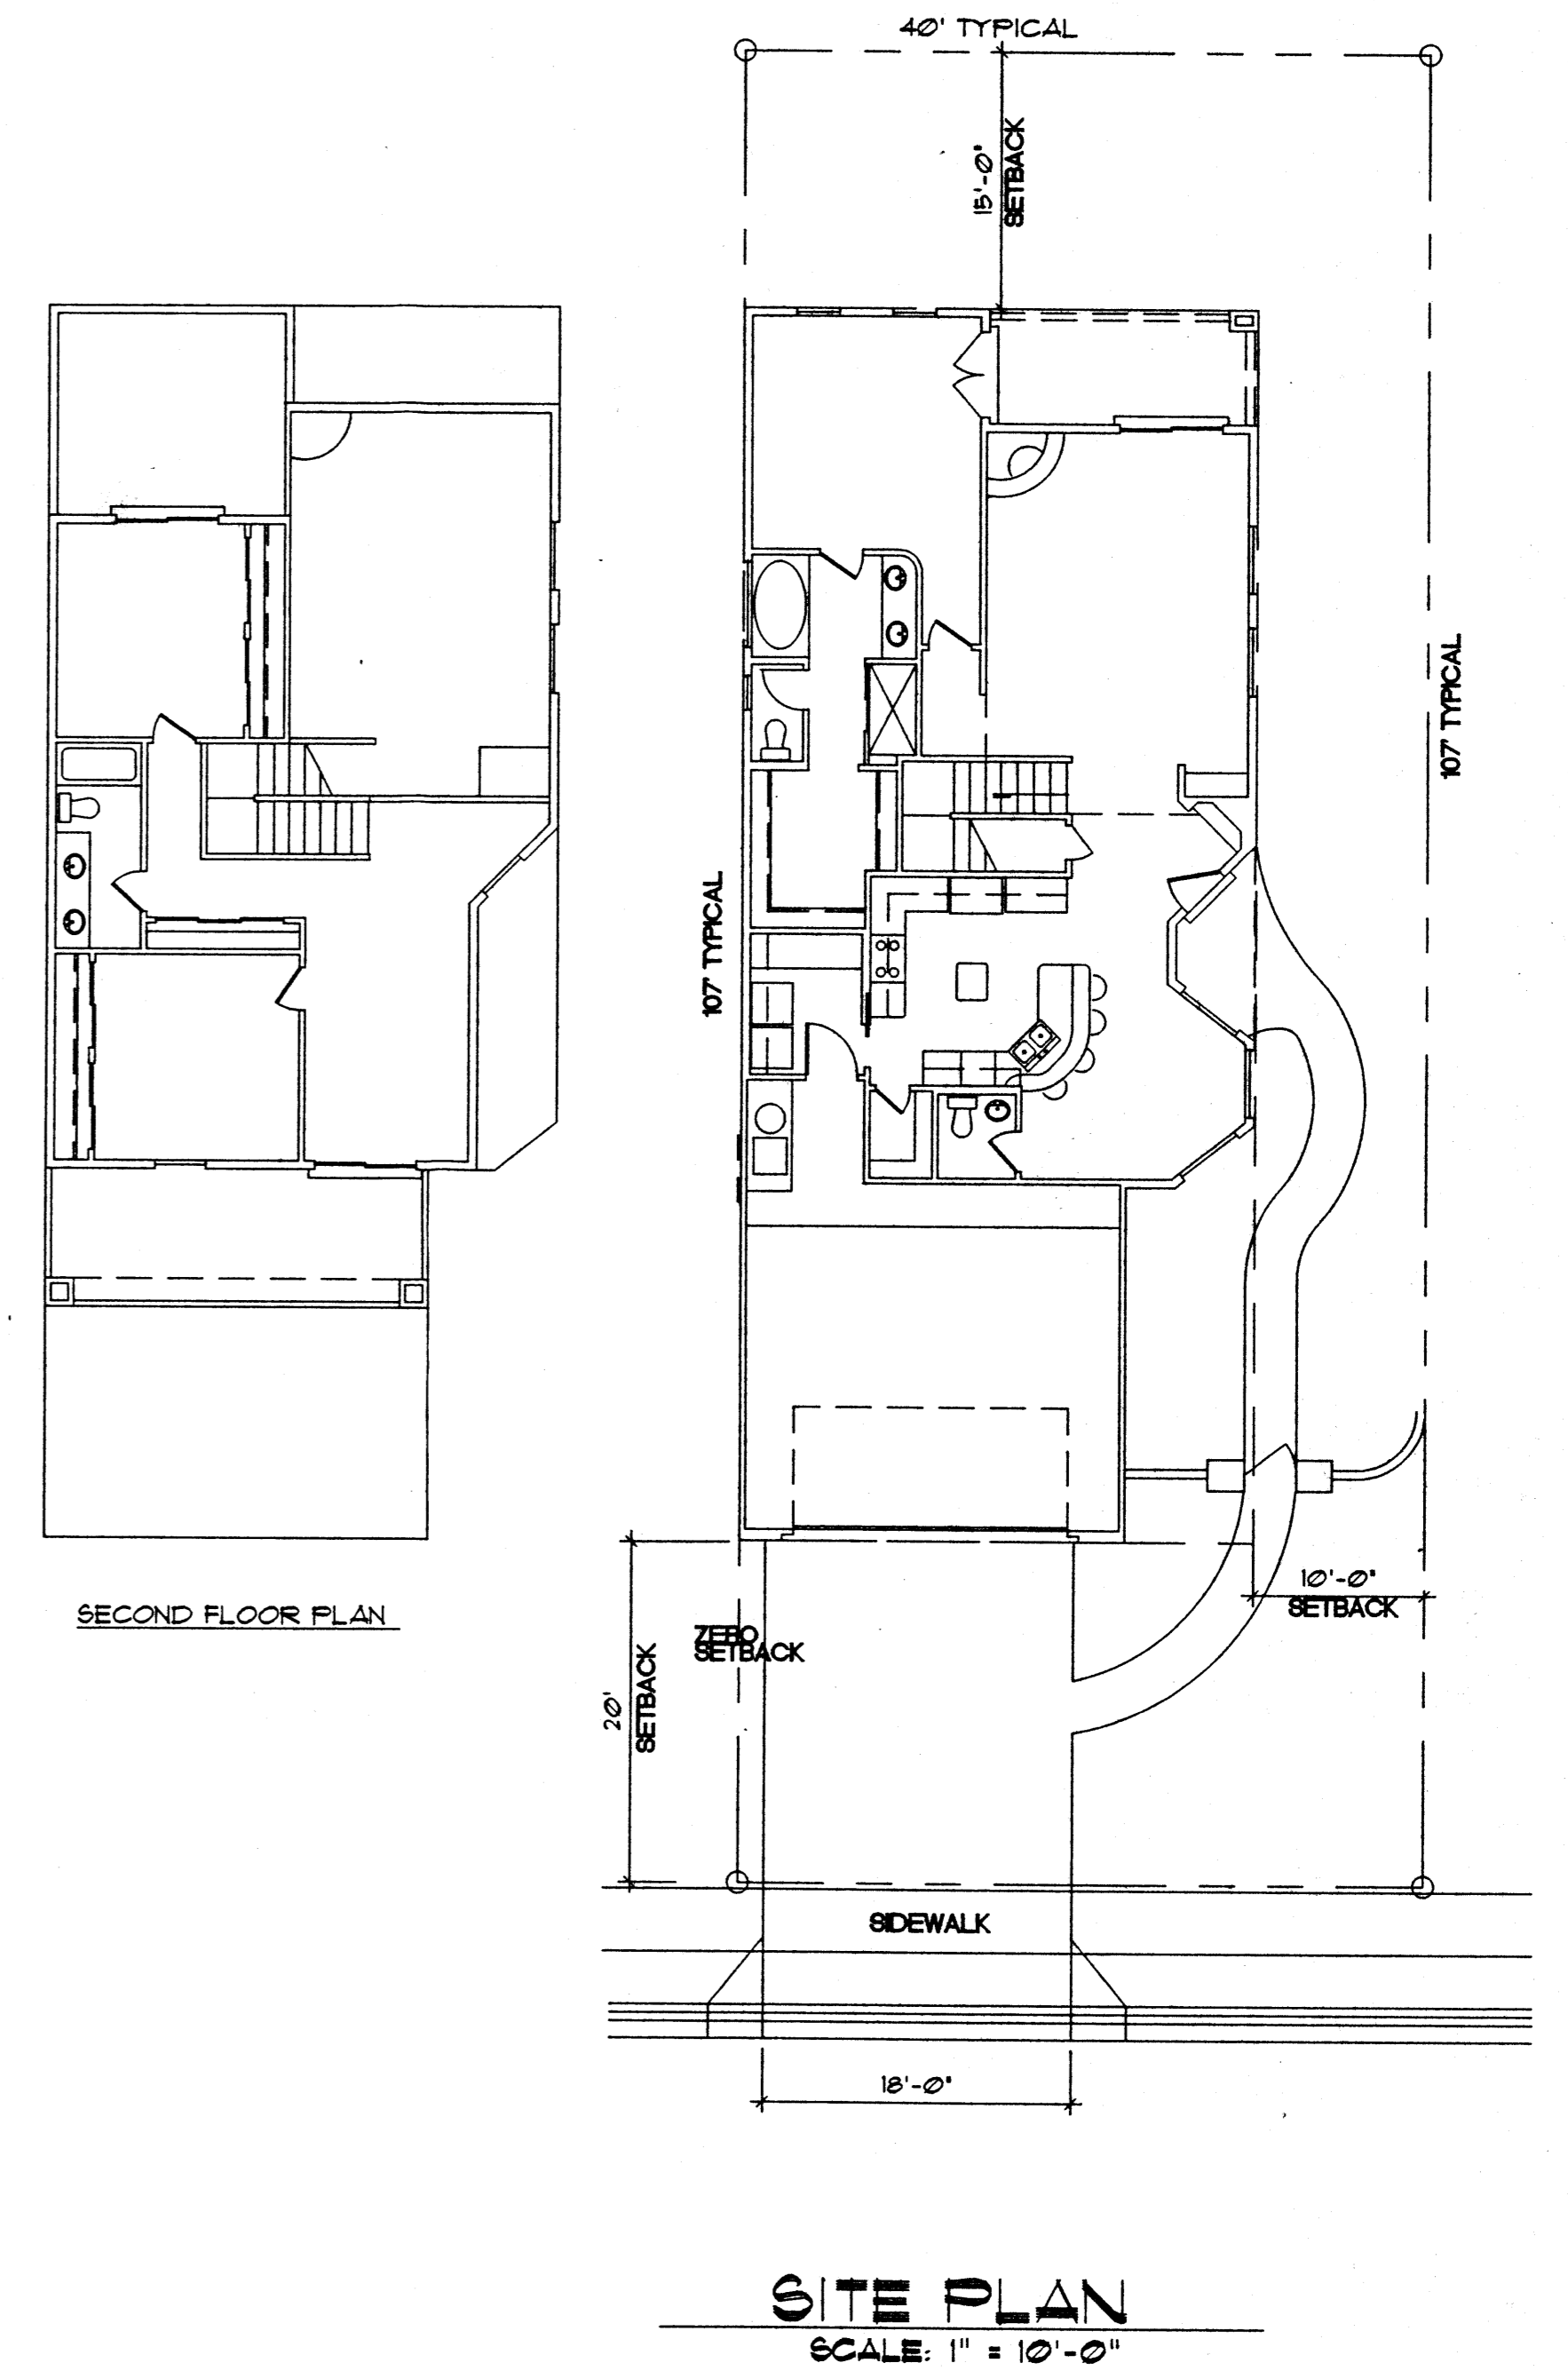 40' TYPICAL
15'-0"
SETBACK
107' TYPICAL
107' TYPICAL
10'-0"
SETBACK
SECOND FLOOR PLAN
ZERO
SETBACK
20'
SETBACK
SIDEWALK
18'-0"
SITE PLAN
SCALE: 1" = 10'-0"